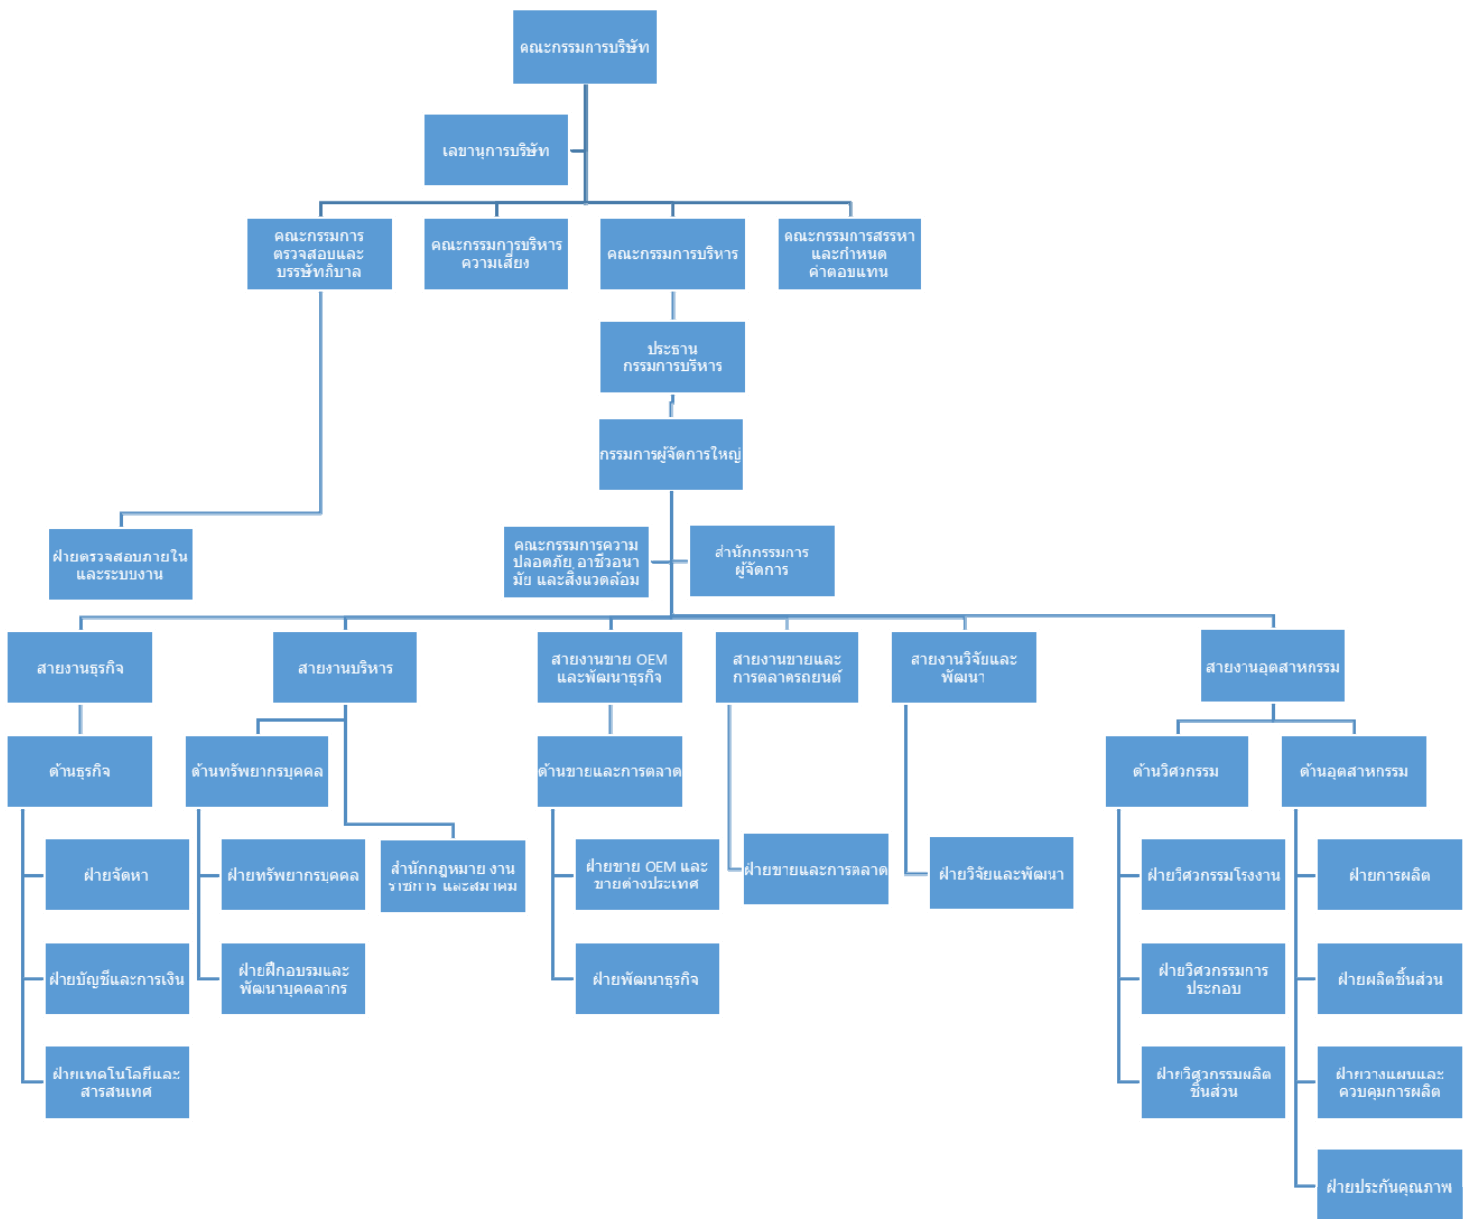 คณะกรรมการบริษัท
เลขานุการบริษัท
คณะกรรมการ
ตรวจสอบและ
บรรษัทภิบาล
คณะกรรมการบริหาร
ความเสี่ยง
คณะกรรมการบริหาร
คณะกรรมการสรรหา
และกำหนด
ค่าตอบแทน
ประธาน
กรรมการบริหาร
กรรมการผู้จัดการใหญ่
ฝ่ายตรวจสอบภายใน
และระบบงาน
คณะกรรมการความ
ปลอดภัย อาชีวอนา
มัย และสิ่งแวดล้อม
สำนักกรรมการ
ผู้จัดการ
สายงานธุรกิจ
สายงานบริหาร
สายงานขาย OEM
และพัฒนาธุรกิจ
สายงานขายและ
การตลาดรถยนต์
สายงานวิจัยและ
พัฒนา
สายงานอุตสาหกรรม
ด้านธุรกิจ
ด้านทรัพยากรบุคคล
ด้านขายและการตลาด
ด้านวิศวกรรม
ด้านอุตสาหกรรม
ฝ่ายจัดหา
ฝ่ายทรัพยากรบุคคล
สำนักกฎหมาย งาน
ราชการ และสมาคม
ฝ่ายขาย OEM และ
ขายต่างประเทศ
ฝ่ายขายและการตลาด
ฝ่ายวิจัยและพัฒนา
ฝ่ายวิศวกรรมโรงงาน
ฝ่ายการผลิต
ฝ่ายบัญชีและการเงิน
ฝ่ายฝึกอบรมและ
พัฒนาบุคคลากร
ฝ่ายพัฒนาธุรกิจ
ฝ่ายวิศวกรรมการ
ประกอบ
ฝ่ายผลิตชิ้นส่วน
ฝ่ายเทคโนโลยีและ
สารสนเทศ
ฝ่ายวิศวกรรมผลิต
ชิ้นส่วน
ฝ่ายวางแผนและ
ควบคุมการผลิต
ฝ่ายประกันคุณภาพ